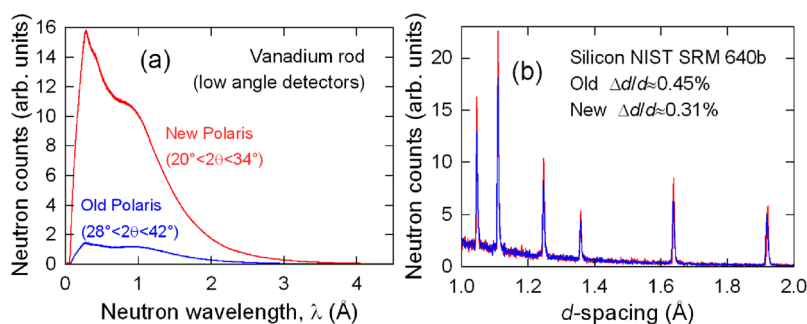 (a)
Vanadium rod
(low angle detectors)
New Polaris
(20°<2θ<34°)
Old Polaris
(28°<2θ<42°)
Neutron counts (arb. units)
16
14
12
10
8
6
4
2
0
0 1 2 3 4
Neutron wavelength, λ (Å)
(b)
Silicon NIST SRM 640b
Old Δd/d≈0.45%
New Δd/d≈0.31%
Neutron counts (arb. units)
20
15
10
5
0
1.0 1.2 1.4 1.6 1.8 2.0
d-spacing (Å)